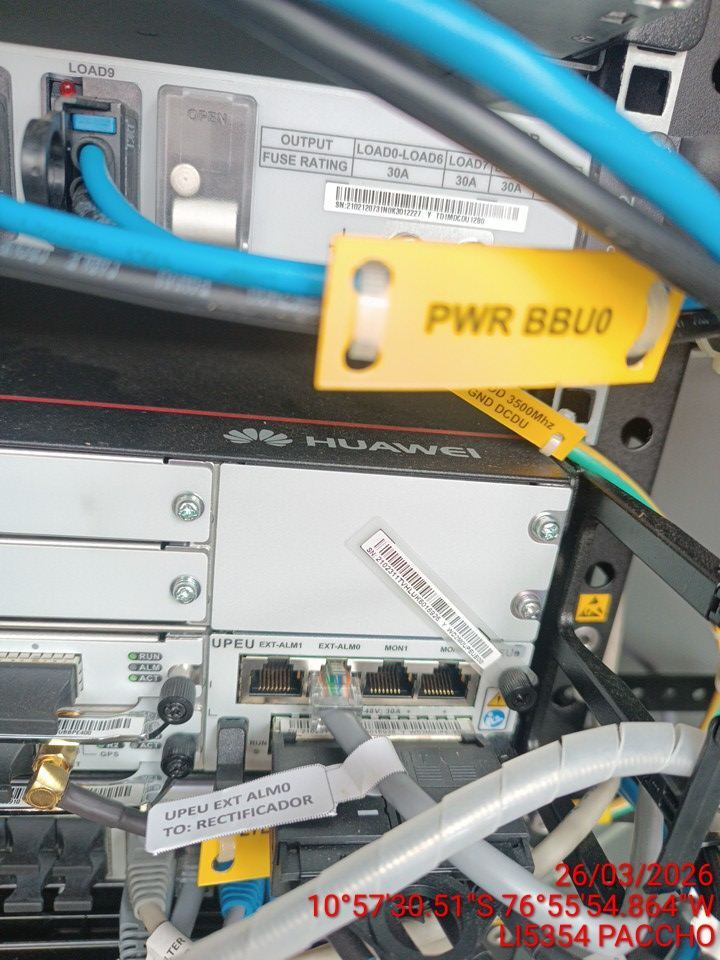 LOAD9
OPEN
OUTPUT LOAD0-LOAD6 LOAD7
FUSE RATING 30A 30A 30A
PWR BBU0
3500Mhz
GND DCDU
HUAWEI
UPEU EXT-ALM1 EXT-ALM0 MON1
RUN
ALM
ACT
GPS
RUN
UPEU EXT ALM0
TO: RECTIFICADOR
26/03/2026
10°57'30.51"S 76°55'54.864"W
LI5354 PACCHO